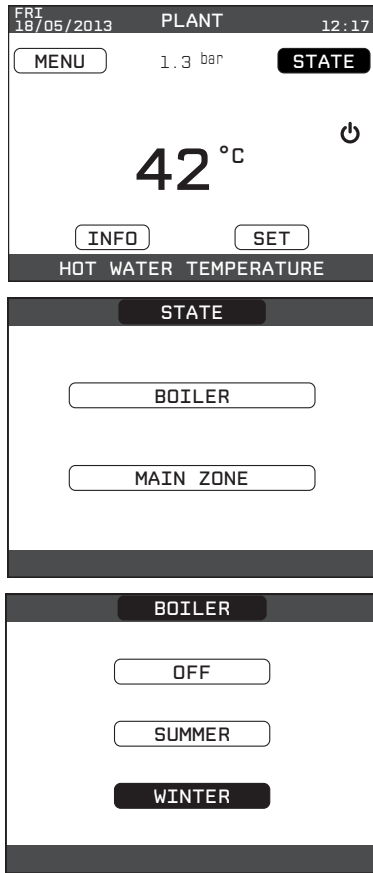 FRI
18/05/2013 PLANT 12:17
MENU 1.3 bar STATE
42 °C
INFO SET
HOT WATER TEMPERATURE
STATE
BOILER
MAIN ZONE
BOILER
OFF
SUMMER
WINTER